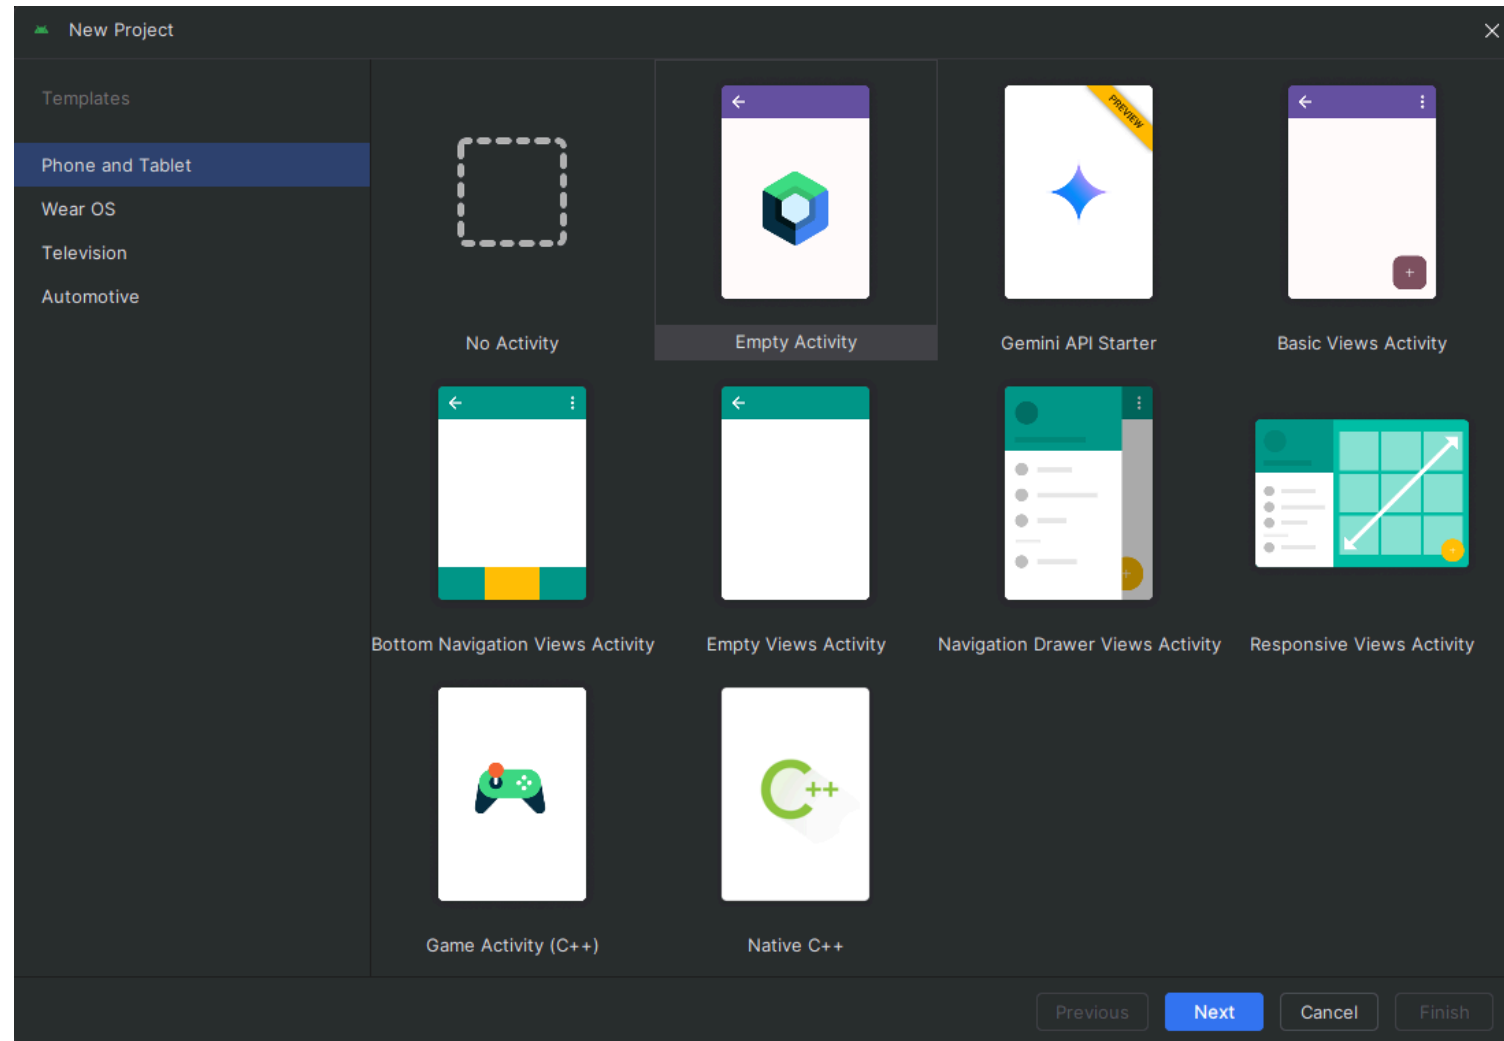 New Project
Templates
Phone and Tablet
Wear OS
Television
Automotive
PREVIEW
No Activity
Empty Activity
Gemini API Starter
Basic Views Activity
Bottom Navigation Views Activity
Empty Views Activity
Navigation Drawer Views Activity
Responsive Views Activity
C++
Game Activity (C++)
Native C++
Previous
Next
Cancel
Finish